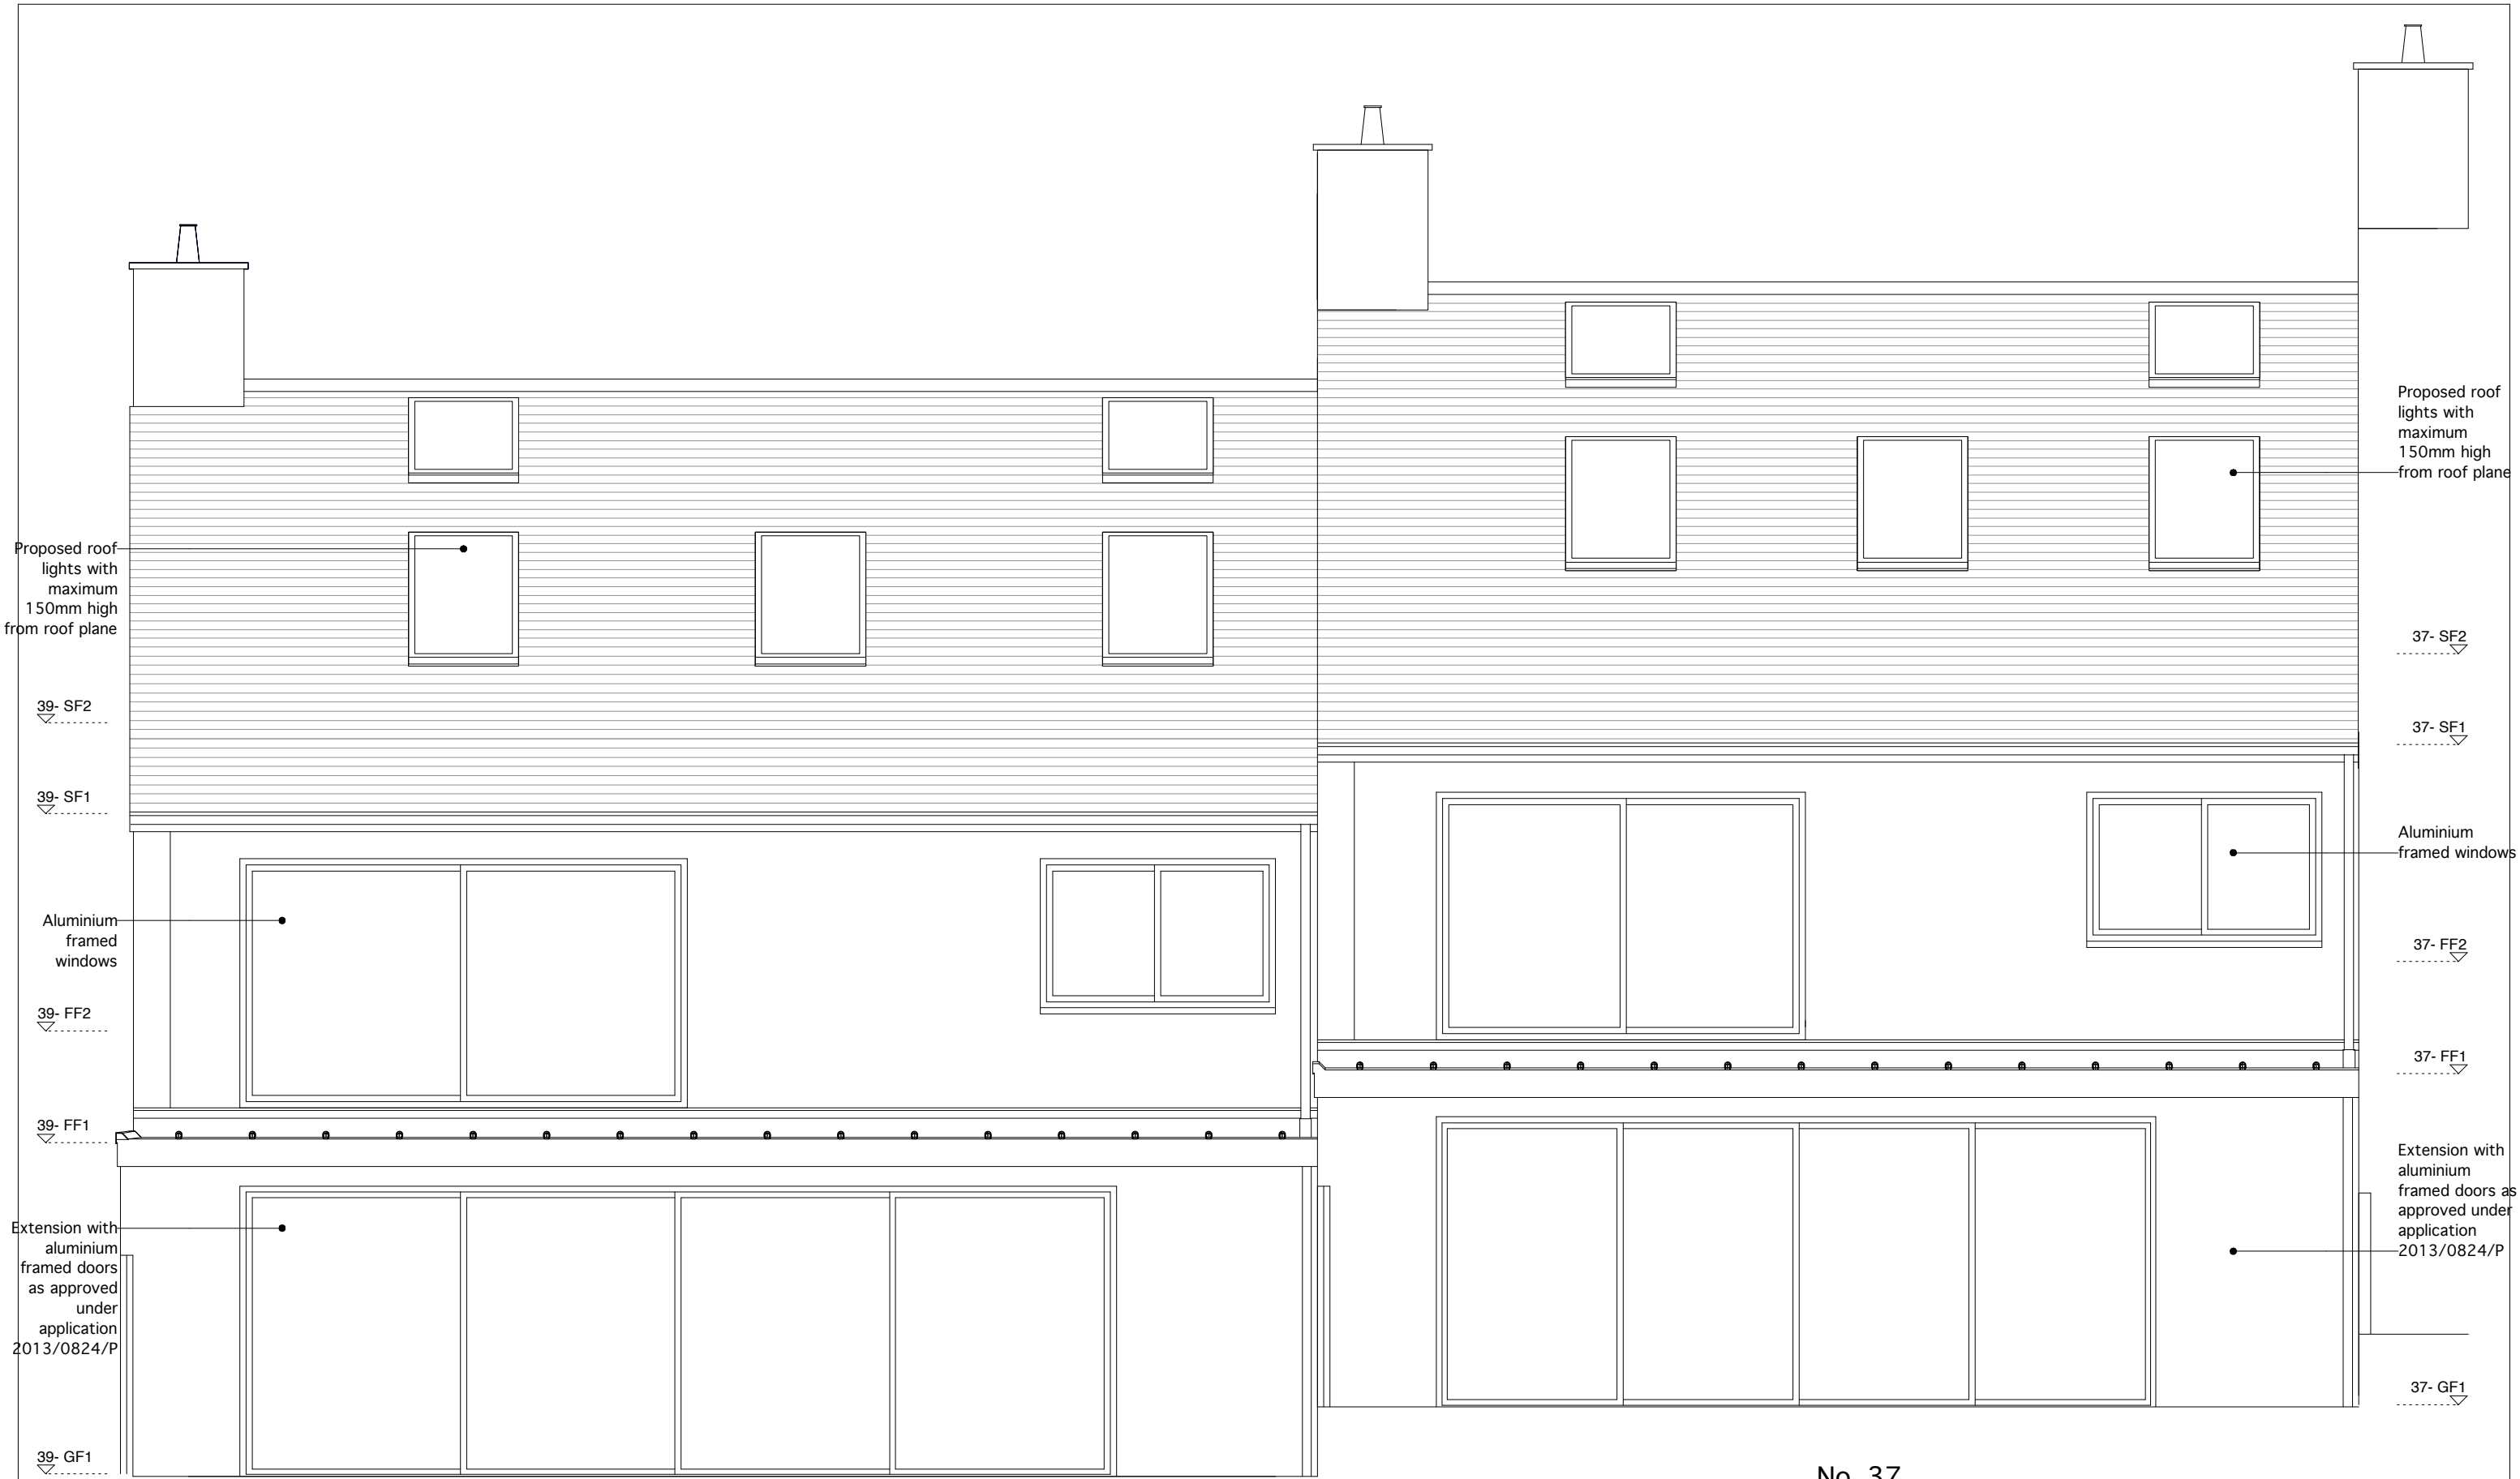 Proposed roof
lights with
maximum
150mm high
from roof plane
39- SF2
39- SF1
Aluminium
framed
windows
39- FF2
39- FF1
Extension with
aluminium
framed doors
as approved
under
application
2013/0824/P
39- GF1
Proposed roof
lights with
maximum
150mm high
from roof plane
37- SF2
37- SF1
Aluminium
framed windows
37- FF2
37- FF1
Extension with
aluminium
framed doors as
approved under
application
2013/0824/P
37- GF1
No. 37